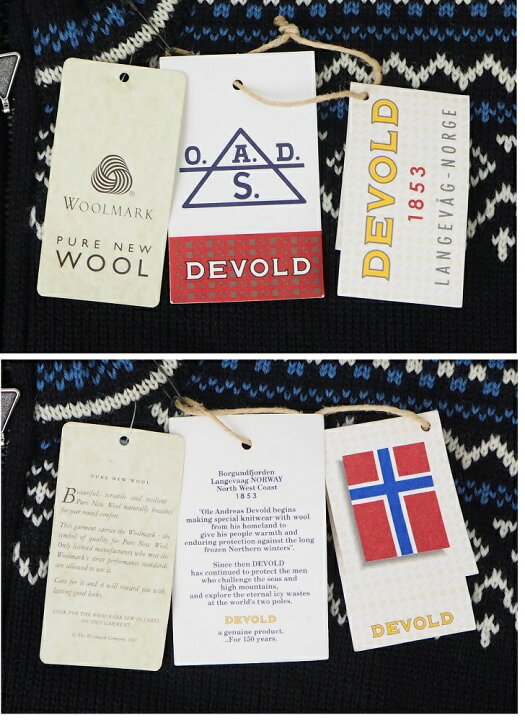 WOOLMARK
PURE NEW
WOOL
O. A. D.
S.
DEVOLD
DEVOLD
1853
LANGEVÅG-NORGE
PURE NEW WOOL
Beautiful, versatile and resilient -
Pure New Wool naturally breathes
for year round comfort.
This garment carries the Woolmark - the
symbol of quality for Pure New Wool.
Only licensed manufacturers who meet the
Woolmark's strict performance standards
are allowed to use it.
Care for it and it will reward you with
lasting good looks.
LOOK FOR THE WOOLMARK SEW-IN LABEL
ON THIS GARMENT.
© The Woolmark Company
Borgundfjorden
Langevaag NORWAY
North West Coast
1853
"Ole Andreas Devold begins
making special knitwear with wool
from his homeland to
give his people warmth and
enduring protection against the long
frozen Northern winters".
Since then DEVOLD
has continued to protect the men
who challenge the seas and
high mountains,
and explore the eternal icy wastes
at the world's two poles.
DEVOLD
a genuine product.
..For 150 years.
DEVOLD